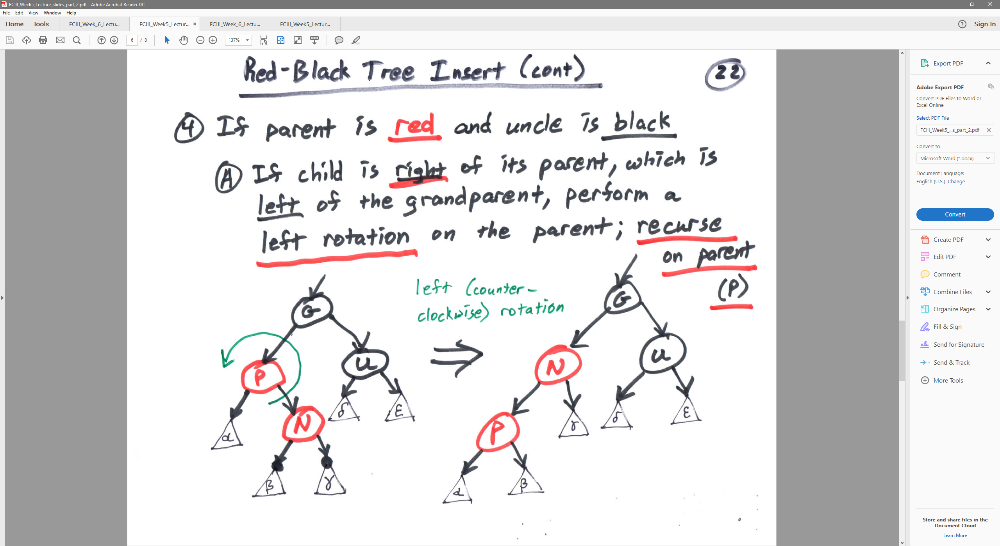 FCIII_Week5_Lecture_slides_part_2.pdf - Adobe Acrobat Reader DC
File Edit View Window Help
Home Tools FCIII_Week_6_Lectu... FCIII_Week5_Lectur... × FCIII_Week_6_Lectu... FCIII_Week5_Lectur... ? Sign In
6 / 8 137%
Red-Black Tree Insert (cont) 22
4 If parent is red and uncle is black
A If child is right of its parent, which is
left of the grandparent, perform a
left rotation on the parent; recurse
on parent
(P)
left (counter-
clockwise) rotation
G
P
U
N
α
β
γ
δ
ε
G
N
U
P
γ
δ
ε
α
β
Export PDF
Adobe Export PDF
Convert PDF Files to Word or
Excel Online
Select PDF File
FCIII_Week5_...s_part_2.pdf
Convert to
Microsoft Word (*.docx)
Document Language:
English (U.S.) Change
Convert
Create PDF
Edit PDF
Comment
Combine Files
Organize Pages
Fill & Sign
Send for Signature
Send & Track
More Tools
Store and share files in the
Document Cloud
Learn More